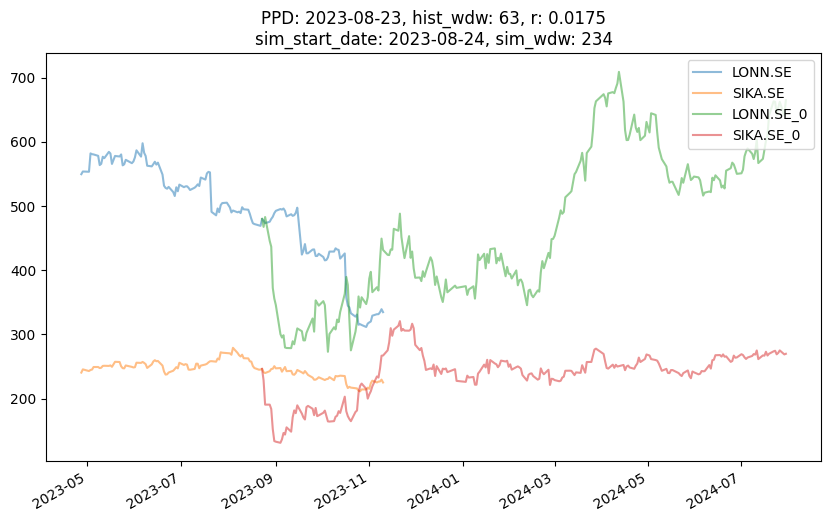 PPD: 2023-08-23, hist_wdw: 63, r: 0.0175
sim_start_date: 2023-08-24, sim_wdw: 234
LONN.SE
SIKA.SE
LONN.SE_0
SIKA.SE_0
700
600
500
400
300
200
2023-05
2023-07
2023-09
2023-11
2024-01
2024-03
2024-05
2024-07